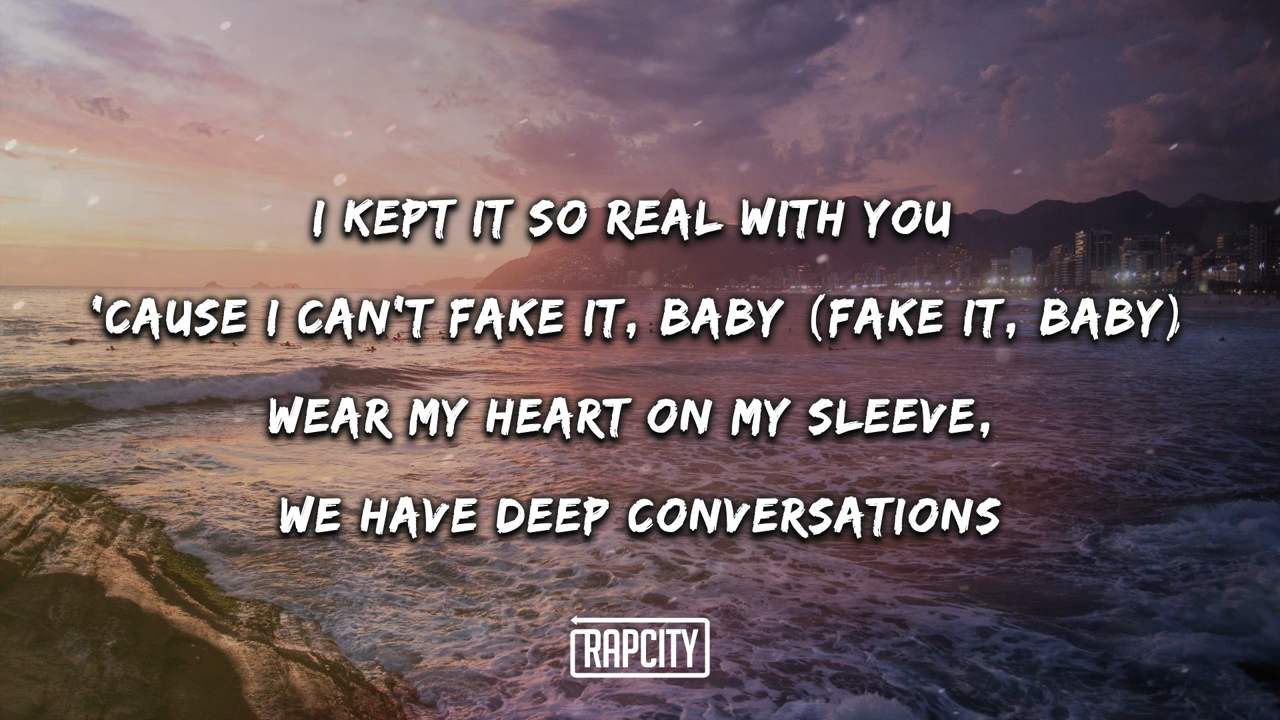 I KEPT IT SO REAL WITH YOU
'CAUSE I CAN'T FAKE IT, BABY (FAKE IT, BABY)
WEAR MY HEART ON MY SLEEVE,
WE HAVE DEEP CONVERSATIONS
RAPCITY